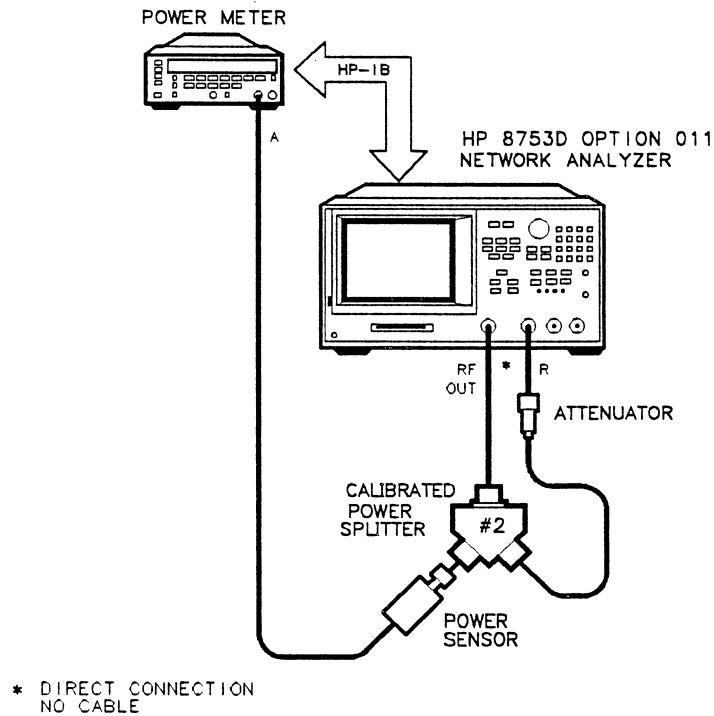 POWER METER
HP-IB
A
HP 8753D OPTION 011
NETWORK ANALYZER
RF
OUT
*
R
ATTENUATOR
CALIBRATED
POWER
SPLITTER
#2
POWER
SENSOR
* DIRECT CONNECTION
NO CABLE